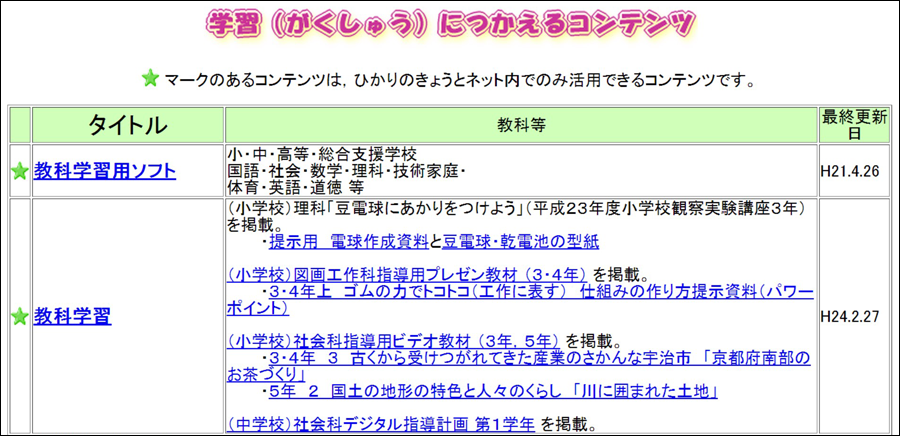 学習（がくしゅう）につかえるコンテンツ
マークのあるコンテンツは，ひかりのきょうとネット内でのみ活用できるコンテンツです。
タイトル
教科等
最終更新
日
教科学習用ソフト
小・中・高等・総合支援学校
国語・社会・数学・理科・技術家庭・
体育・英語・道徳 等
H21.4.26
教科学習
（小学校）理科「豆電球にあかりをつけよう」（平成２３年度小学校観察実験講座３年）
を掲載。
・提示用　電球作成資料と豆電球・乾電池の型紙
（小学校）図画工作科指導用プレゼン教材（３・４年） を掲載。
・３・４年上　ゴムの力でトコトコ（工作に表す）　仕組みの作り方提示資料（パワー
ポイント）
（小学校）社会科指導用ビデオ教材（３年，５年） を掲載。
・３・４年　３　古くから受けつがれてきた産業のさかんな宇治市　「京都府南部の
お茶づくり」
・５年　２　国土の地形の特色と人々のくらし　「川に囲まれた土地」
（中学校）社会科デジタル指導計画 第１学年 を掲載。
H24.2.27